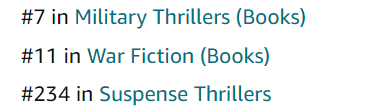 #7 in Military Thrillers (Books)
#11 in War Fiction (Books)
#234 in Suspense Thrillers